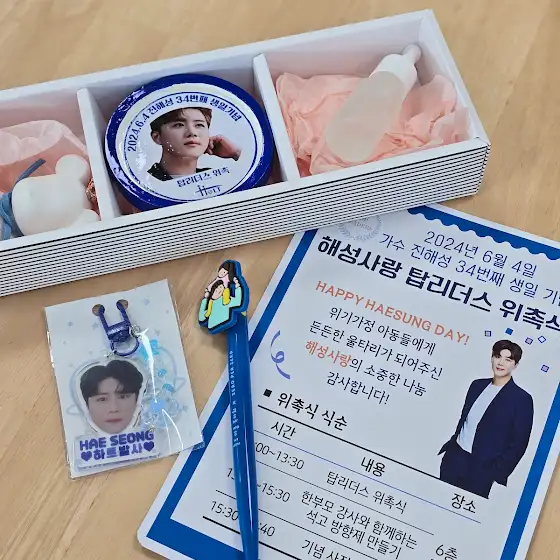 2024.6.4 진해성 34번째 생일기념
탑리더스 위촉
2024년 6월 4일
가수 진해성 34번째 생일 기
해성사랑 탑리더스 위촉식
HAPPY HAESUNG DAY!
위기가정 아동들에게
든든한 울타리가 되어주신
해성사랑의 소중한 나눔
감사합니다!
■ 위촉식 식순
시간 내용 장소
:00~13:30 탑리더스 위촉식
15:30 한부모 강사와 함께하는
석고 방향제 만들기
6층
15:30 :40 기념 사진
HAE SEONG
♥하트발사♥